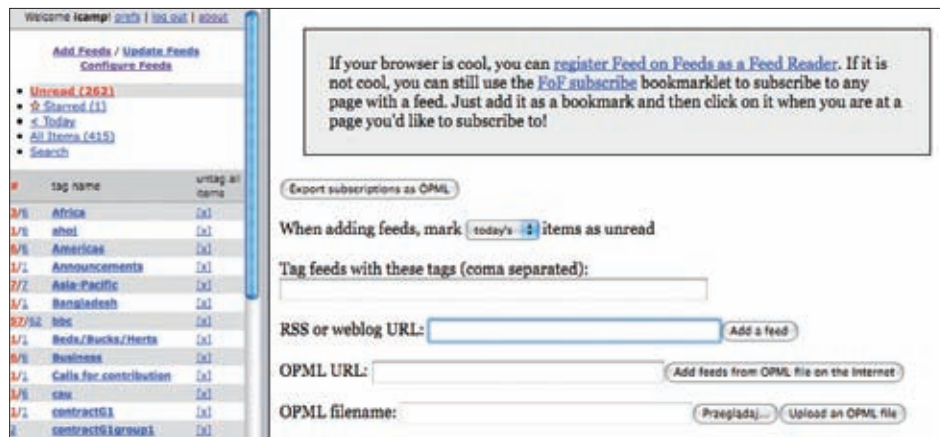 Welcome icamp! prefs | log out | about
Add Feeds / Update Feeds
Configure Feeds
Unread (262)
Starred (1)
< Today
All Items (415)
Search
# tag name untag all items
3/6 Africa [x]
1/6 ahoj [x]
Americas [x]
1/1 Announcements [x]
7/7 Asia-Pacific [x]
1/1 Bangladesh [x]
bbc [x]
1/1 Beds/Bucks/Herts [x]
Business [x]
1/1 Calls for contribution [x]
1/6 cau [x]
1/1 contractG1 [x]
2 contractG1group1 [x]
If your browser is cool, you can register Feed on Feeds as a Feed Reader. If it is
not cool, you can still use the FoF subscribe bookmarklet to subscribe to any
page with a feed. Just add it as a bookmark and then click on it when you are at a
page you'd like to subscribe to!
Export subscriptions as OPML
When adding feeds, mark today's items as unread
Tag feeds with these tags (coma separated):
RSS or weblog URL: Add a feed
OPML URL: Add feeds from OPML file on the Internet
OPML filename: Przeglądaj... Upload an OPML file